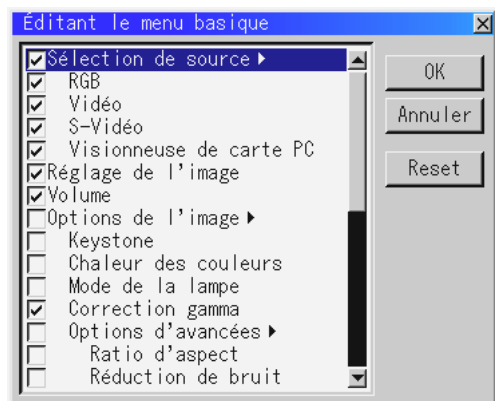 Éditant le menu basique
Sélection de source
RGB
Vidéo
S-Vidéo
Visionneuse de carte PC
Réglage de l'image
Volume
Options de l'image
Keystone
Chaleur des couleurs
Mode de la lampe
Correction gamma
Options d'avancées
Ratio d'aspect
Réduction de bruit
OK
Annuler
Reset